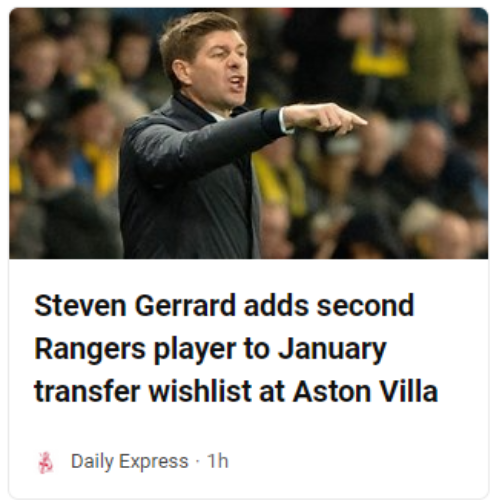 Steven Gerrard adds second
Rangers player to January
transfer wishlist at Aston Villa
Daily Express · 1h